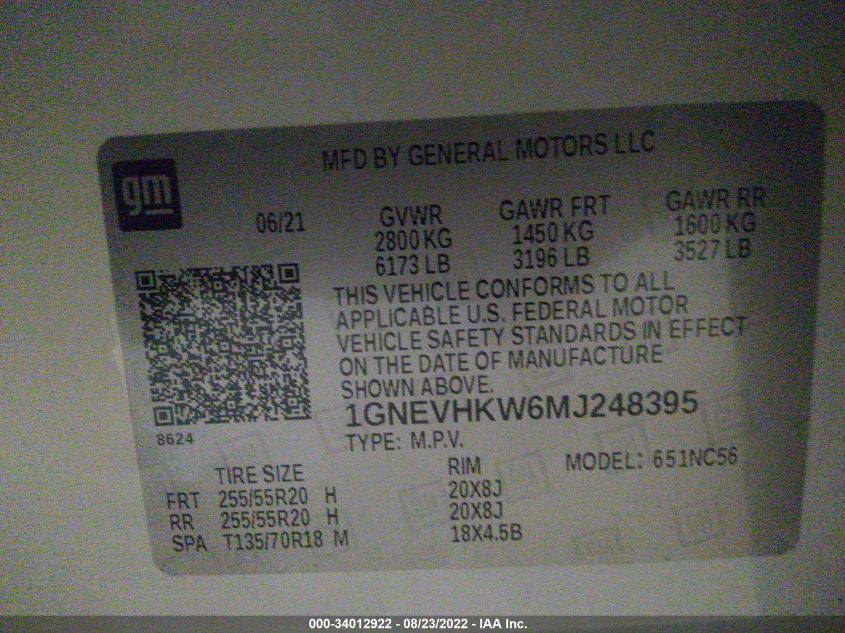 MFD BY GENERAL MOTORS LLC
gm
06/21
GVWR GAWR FRT GAWR RR
2800 KG 1450 KG 1600 KG
6173 LB 3196 LB 3527 LB
THIS VEHICLE CONFORMS TO ALL
APPLICABLE U.S. FEDERAL MOTOR
VEHICLE SAFETY STANDARDS IN EFFECT
ON THE DATE OF MANUFACTURE
SHOWN ABOVE.
1GNEVHKW6MJ248395
8624
TYPE: M.P.V. MODEL: 651NC56
TIRE SIZE RIM
FRT 255/55R20 H 20X8J
RR 255/55R20 H 20X8J
SPA T135/70R18 M 18X4.5B
000-34012922 - 08/23/2022 - IAA Inc.